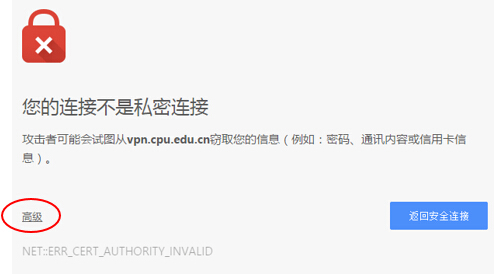 您的连接不是私密连接
攻击者可能会试图从vpn.cpu.edu.cn窃取您的信息（例如：密码、通讯内容或信用卡信
息）。
高级
返回安全连接
NET::ERR_CERT_AUTHORITY_INVALID